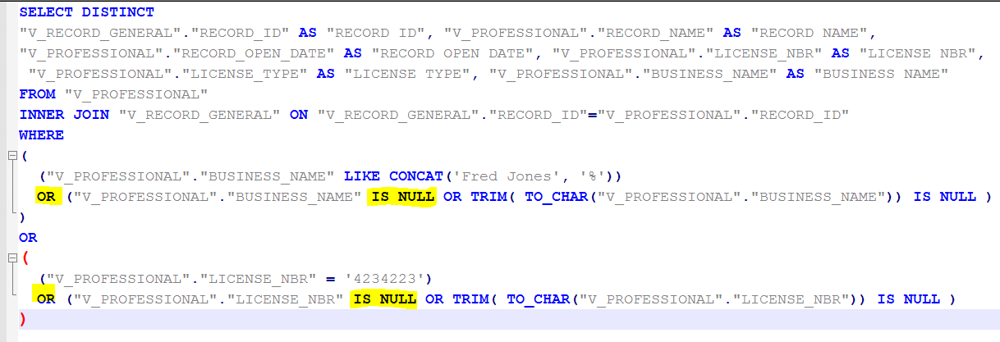 SELECT DISTINCT
"V_RECORD_GENERAL"."RECORD_ID" AS "RECORD ID", "V_PROFESSIONAL"."RECORD_NAME" AS "RECORD NAME",
"V_PROFESSIONAL"."RECORD_OPEN_DATE" AS "RECORD OPEN DATE", "V_PROFESSIONAL"."LICENSE_NBR" AS "LICENSE NBR",
"V_PROFESSIONAL"."LICENSE_TYPE" AS "LICENSE TYPE", "V_PROFESSIONAL"."BUSINESS_NAME" AS "BUSINESS NAME"
FROM "V_PROFESSIONAL"
INNER JOIN "V_RECORD_GENERAL" ON "V_RECORD_GENERAL"."RECORD_ID"="V_PROFESSIONAL"."RECORD_ID"
WHERE
(
("V_PROFESSIONAL"."BUSINESS_NAME" LIKE CONCAT('Fred Jones', '%'))
OR ("V_PROFESSIONAL"."BUSINESS_NAME" IS NULL OR TRIM( TO_CHAR("V_PROFESSIONAL"."BUSINESS_NAME")) IS NULL )
)
OR
(
("V_PROFESSIONAL"."LICENSE_NBR" = '4234223')
OR ("V_PROFESSIONAL"."LICENSE_NBR" IS NULL OR TRIM( TO_CHAR("V_PROFESSIONAL"."LICENSE_NBR")) IS NULL )
)